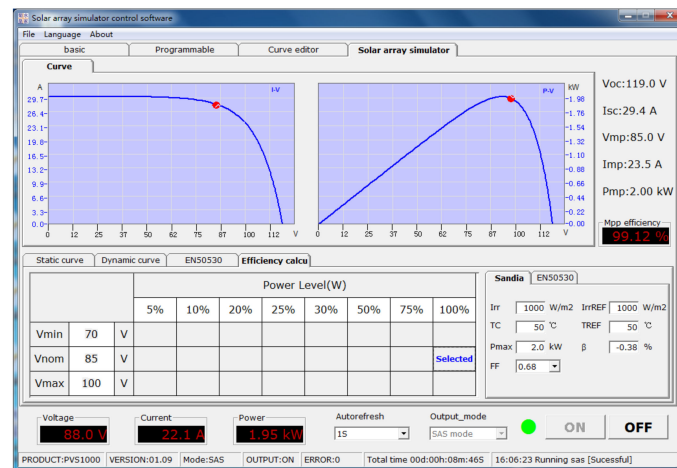 Solar array simulator control software
File Language About
basic Programmable Curve editor Solar array simulator
Curve
A I-V
29.7
26.4
23.1
19.8
16.5
13.2
9.9
6.6
3.3
0.0
0 12 25 37 50 62 75 87 100 112 V
P-V kW
1.98
1.76
1.54
1.32
1.10
0.88
0.66
0.44
0.22
0.00
0 12 25 37 50 62 75 87 100 112 V
Voc:119.0 V
Isc:29.4 A
Vmp:85.0 V
Imp:23.5 A
Pmp:2.00 kW
Mpp efficiency
99.12 %
Static curve Dynamic curve EN50530 Efficiency calcu
Power Level(W)
5% 10% 20% 25% 30% 50% 75% 100%
Vmin 70 V
Vnom 85 V Selected
Vmax 100 V
Sandia EN50530
Irr 1000 W/m2 IrrREF 1000 W/m2
TC 50 ℃ TREF 50 ℃
Pmax 2.0 kW β -0.38 %
FF 0.68
Voltage Current Power Autorefresh Output_mode
88.0 V 22.1 A 1.95 kW 1S SAS mode ON OFF
PRODUCT:PVS1000 VERSION:01.09 Mode:SAS OUTPUT:ON ERROR:0 Total time 00d:00h:08m:46S 16:06:23 Running sas [Sucessful]